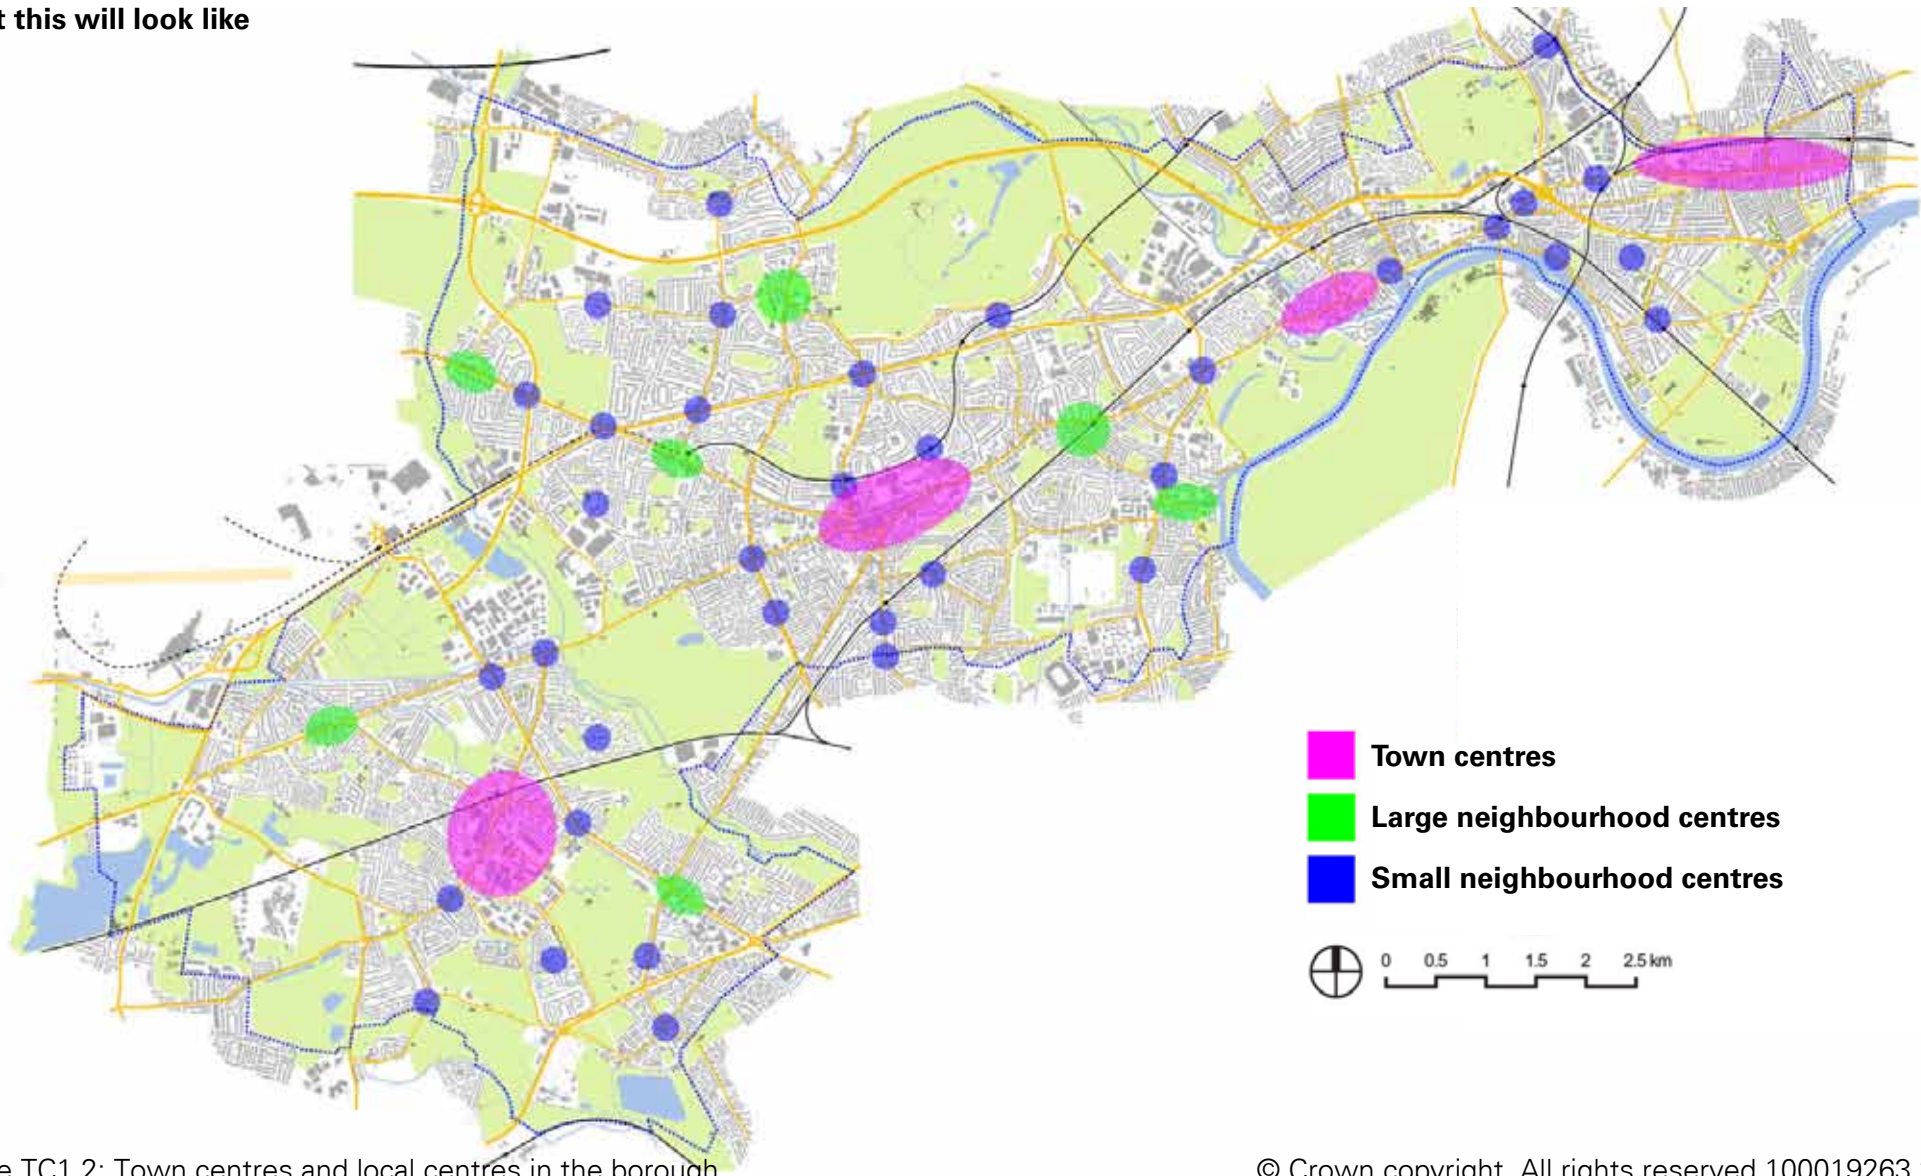 t this will look like
Town centres
Large neighbourhood centres
Small neighbourhood centres
0 0.5 1 1.5 2 2.5 km
e TC1.2: Town centres and local centres in the borough
© Crown copyright. All rights reserved 100019263